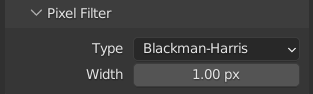 Pixel Filter
Type Blackman-Harris
Width 1.00 px